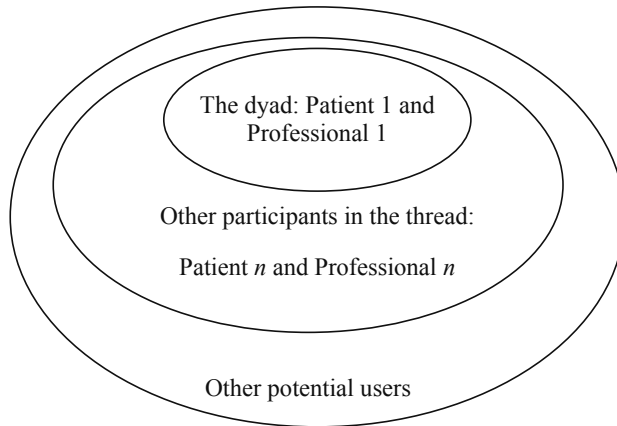 The dyad: Patient 1 and
Professional 1
Other participants in the thread:
Patient n and Professional n
Other potential users